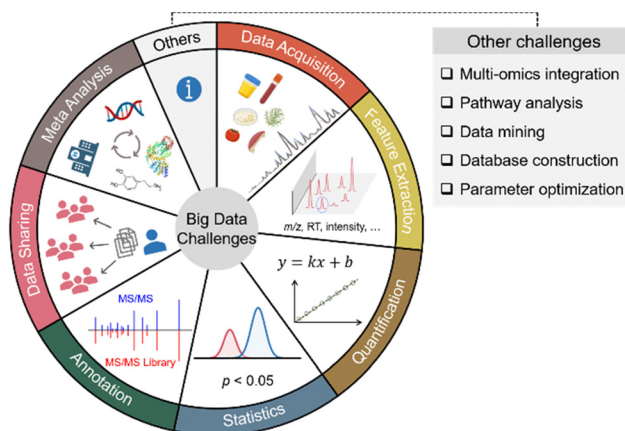 Others
Data Acquisition
Feature Extraction
Quantification
Statistics
Annotation
Data Sharing
Meta Analysis
i
Big Data
Challenges
m/z, RT, intensity, ...
y = kx + b
p < 0.05
MS/MS
MS/MS Library
Other challenges
Multi-omics integration
Pathway analysis
Data mining
Database construction
Parameter optimization